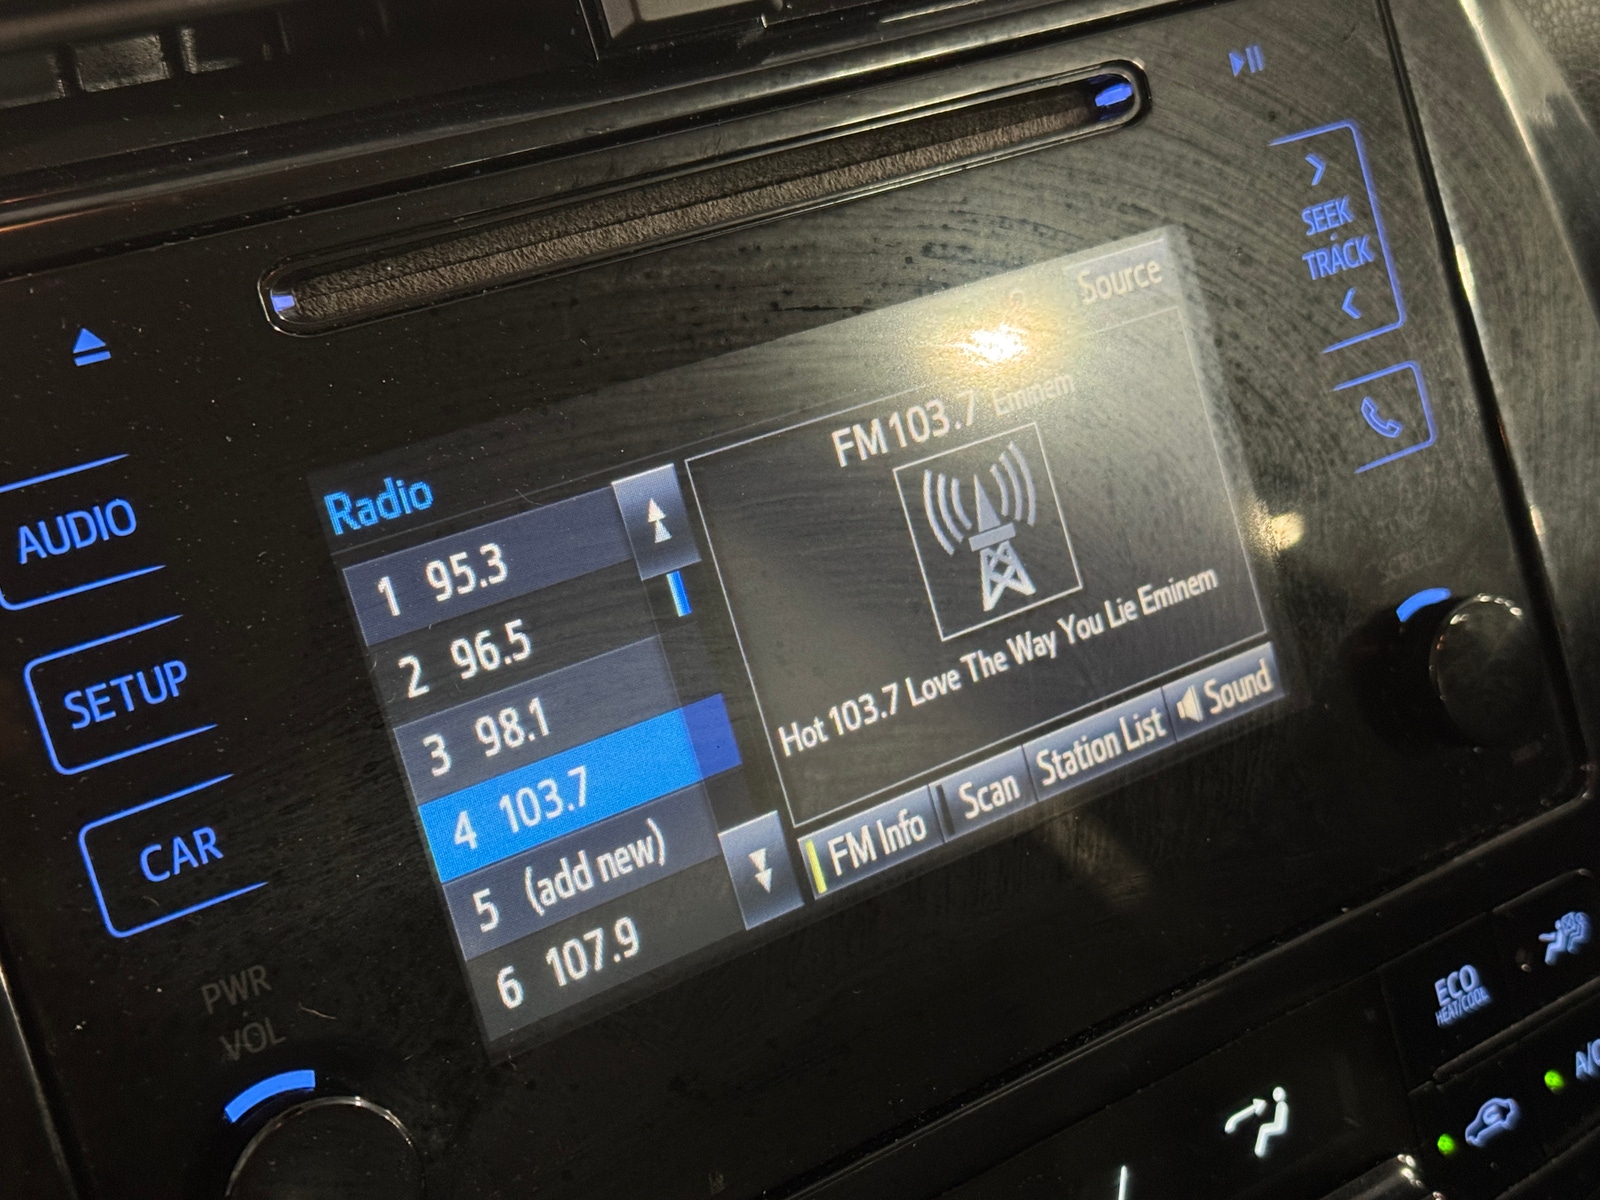 SEEK
TRACK
Source
FM 103.7 Eminem
Radio
1 95.3
2 96.5
3 98.1
4 103.7
5 (add new)
6 107.9
Hot 103.7 Love The Way You Lie Eminem
FM Info
Scan
Station List
Sound
AUDIO
SETUP
CAR
PWR
VOL
SCROLL
ECO
HEAT/COOL